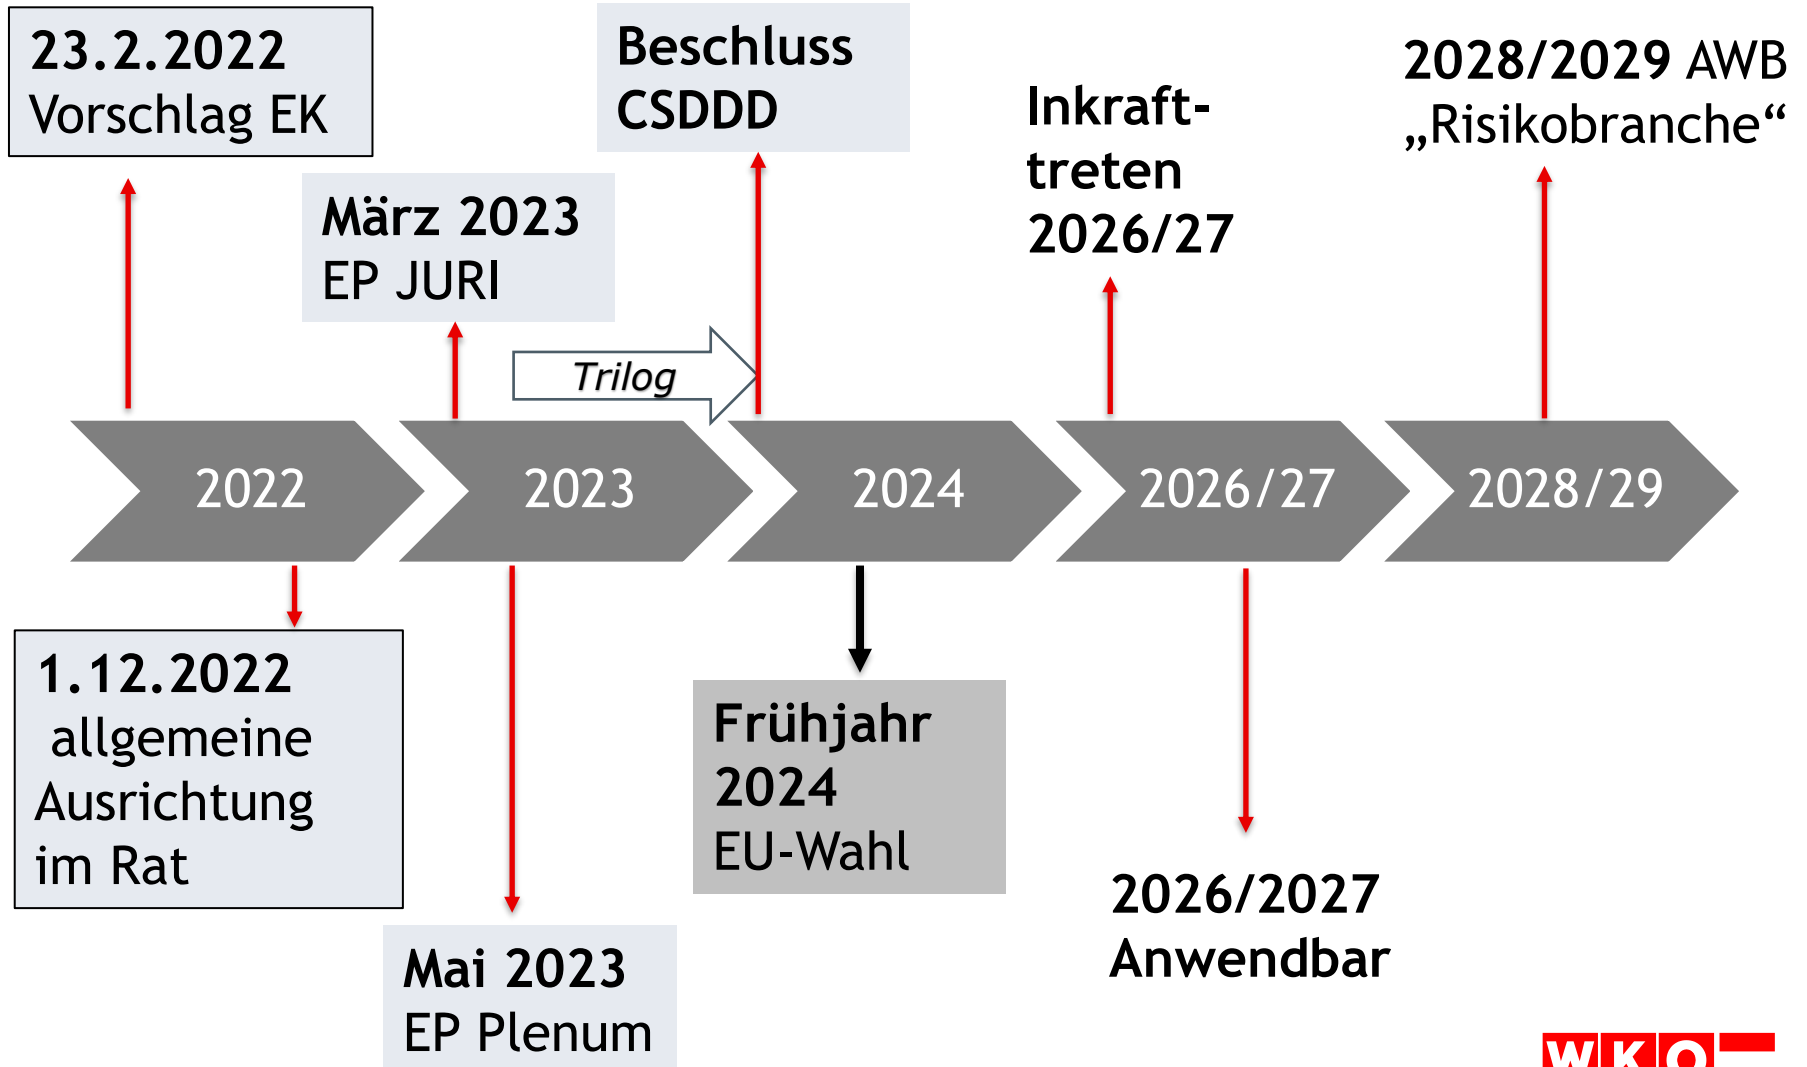 23.2.2022
Vorschlag EK
März 2023
EP JURI
Beschluss
CSDDD
Trilog
Inkraft-
treten
2026/27
2028/2029 AWB
„Risikobranche“
2022
2023
2024
2026/27
2028/29
1.12.2022
allgemeine
Ausrichtung
im Rat
Mai 2023
EP Plenum
Frühjahr
2024
EU-Wahl
2026/2027
Anwendbar
WKO